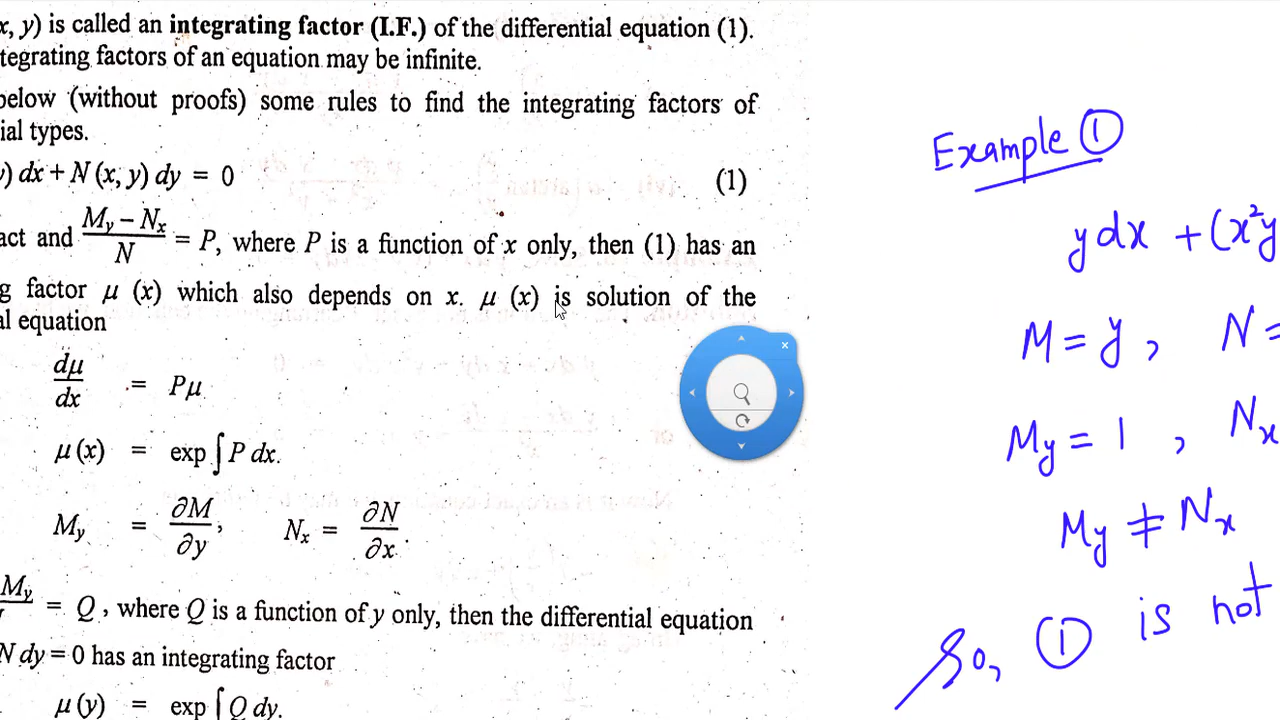 x, y) is called an integrating factor (I.F.) of the differential equation (1).
tegrating factors of an equation may be infinite.
below (without proofs) some rules to find the integrating factors of
ial types.
) dx + N (x, y) dy = 0 (1)
act and (M_y − N_x)/N = P, where P is a function of x only, then (1) has an
g factor μ (x) which also depends on x. μ (x) is solution of the
al equation
dμ/dx = Pμ
μ (x) = exp ∫ P dx.
M_y = ∂M/∂y, N_x = ∂N/∂x.
M_y = Q, where Q is a function of y only, then the differential equation
N dy = 0 has an integrating factor
μ (y) = exp ∫ Q dy.
Example ①
y dx + (x²y
M = y, N =
My = 1, Nx
My ≠ Nx
So, ① is not